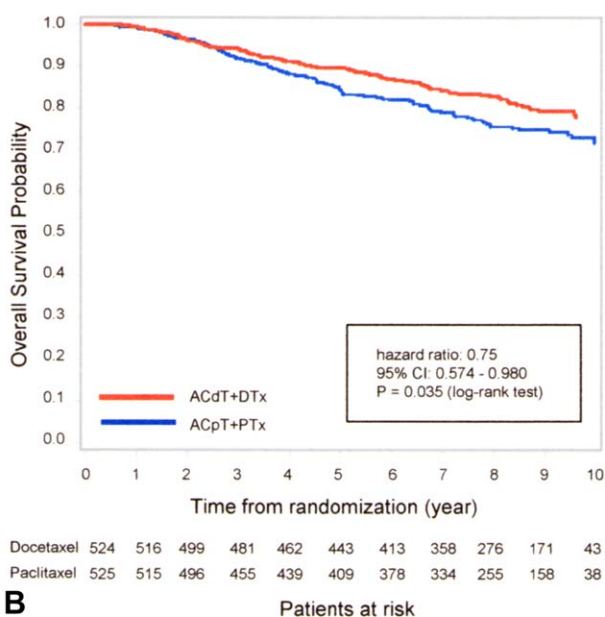 1.0
0.9
0.8
0.7
0.6
0.5
0.4
0.3
0.2
0.1
0.0
Overall Survival Probability
hazard ratio: 0.75
95% CI: 0.574 - 0.980
P = 0.035 (log-rank test)
ACdT+DTx
ACpT+PTx
0 1 2 3 4 5 6 7 8 9 10
Time from randomization (year)
Docetaxel 524 516 499 481 462 443 413 358 276 171 43
Paclitaxel 525 515 496 455 439 409 378 334 255 158 38
B Patients at risk